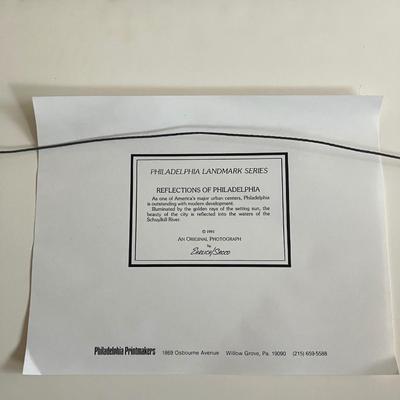 PHILADELPHIA LANDMARK SERIES
REFLECTIONS OF PHILADELPHIA
As one of America's major urban centers, Philadelphia
is outstanding with modern development.
Illuminated by the golden rays of the setting sun, the
beauty of the city is reflected into the waters of the
Schuylkill River.
© 1991
AN ORIGINAL PHOTOGRAPH
by
Philadelphia Printmakers 1869 Osbourne Avenue Willow Grove, Pa. 19090 (215) 659-5588